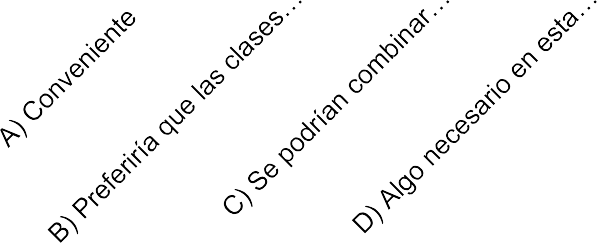 A) Conveniente
B) Preferiría que las clases…
C) Se podrían combinar…
D) Algo necesario en esta…